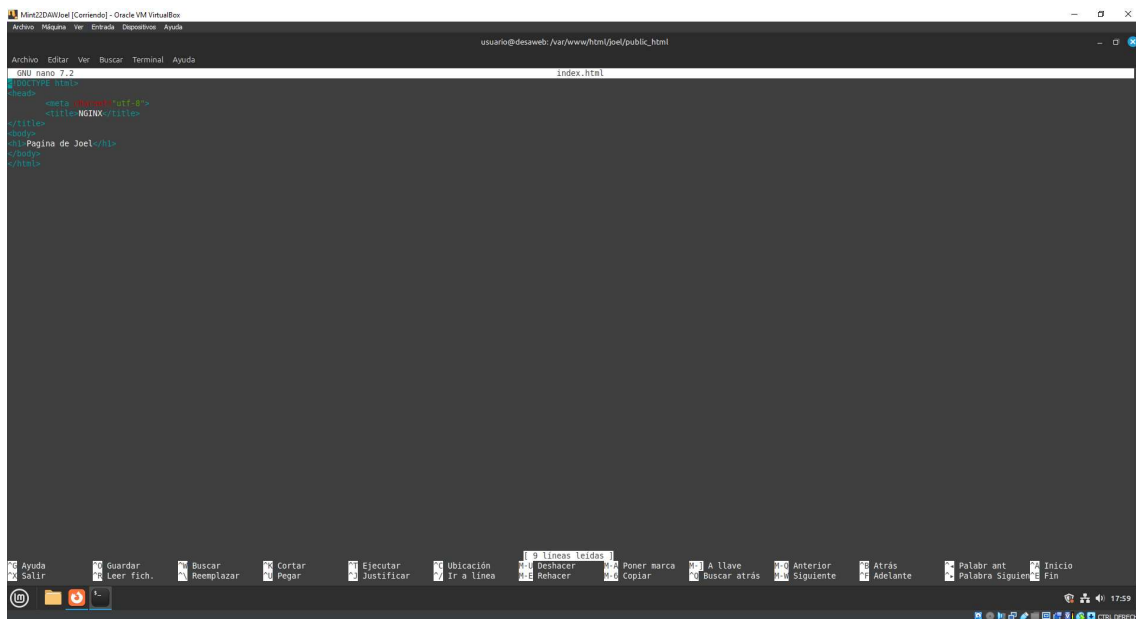 Mint22DAWJoel [Corriendo] - Oracle VM VirtualBox
Archivo Máquina Ver Entrada Dispositivos Ayuda
usuario@desaweb: /var/www/html/joel/public_html
Archivo Editar Ver Buscar Terminal Ayuda
GNU nano 7.2 index.html
<!DOCTYPE html>
<head>
<meta charset="utf-8">
<title>NGINX</title>
</title>
<body>
<h1>Pagina de Joel</h1>
</body>
</html>
[ 9 líneas leídas ]
^G Ayuda ^O Guardar ^W Buscar ^K Cortar ^T Ejecutar ^C Ubicación M-U Deshacer M-A Poner marca M-] A llave M-Q Anterior ^B Atrás Palabr ant ^A Inicio
^X Salir ^R Leer fich. ^\ Reemplazar ^U Pegar ^J Justificar ^/ Ir a línea M-E Rehacer M-6 Copiar ^Q Buscar atrás M-W Siguiente ^F Adelante Palabra Siguien ^E Fin
17:59
CTRL DERECH